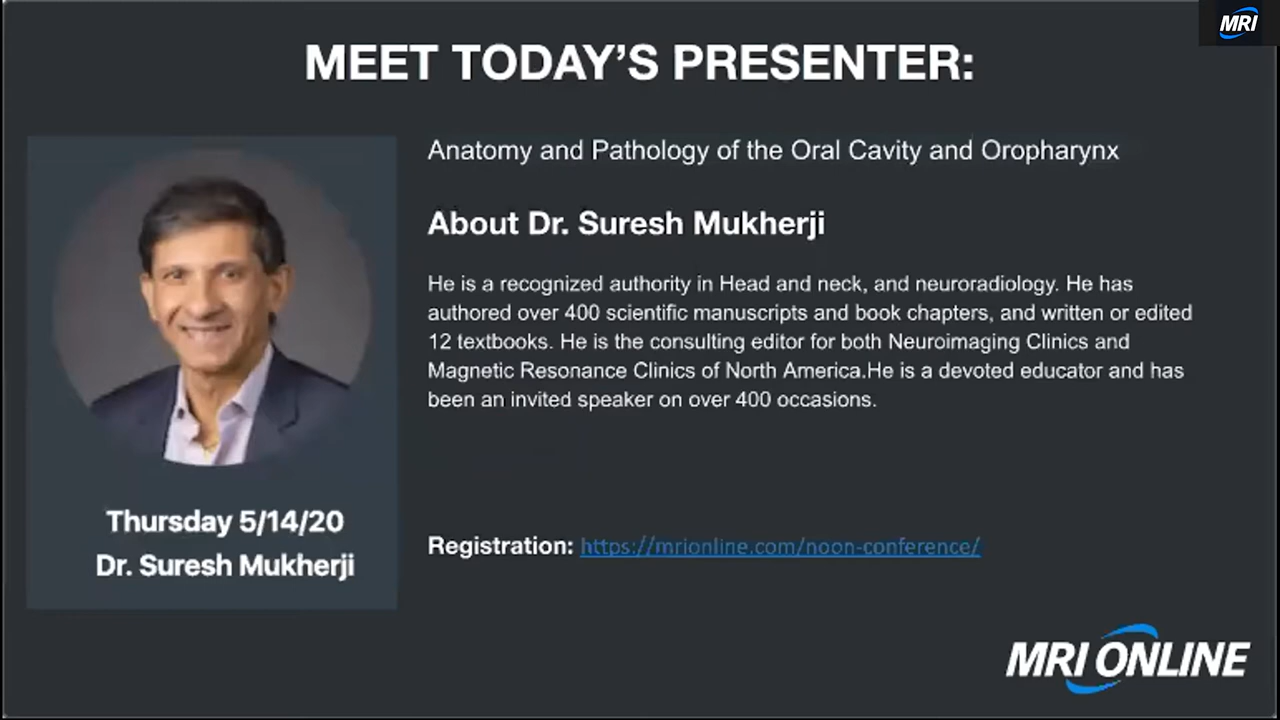 MRI
MEET TODAY'S PRESENTER:
Anatomy and Pathology of the Oral Cavity and Oropharynx
About Dr. Suresh Mukherji
He is a recognized authority in Head and neck, and neuroradiology. He has
authored over 400 scientific manuscripts and book chapters, and written or edited
12 textbooks. He is the consulting editor for both Neuroimaging Clinics and
Magnetic Resonance Clinics of North America.He is a devoted educator and has
been an invited speaker on over 400 occasions.
Thursday 5/14/20
Dr. Suresh Mukherji
Registration: https://mrionline.com/noon-conference/
MRI ONLINE